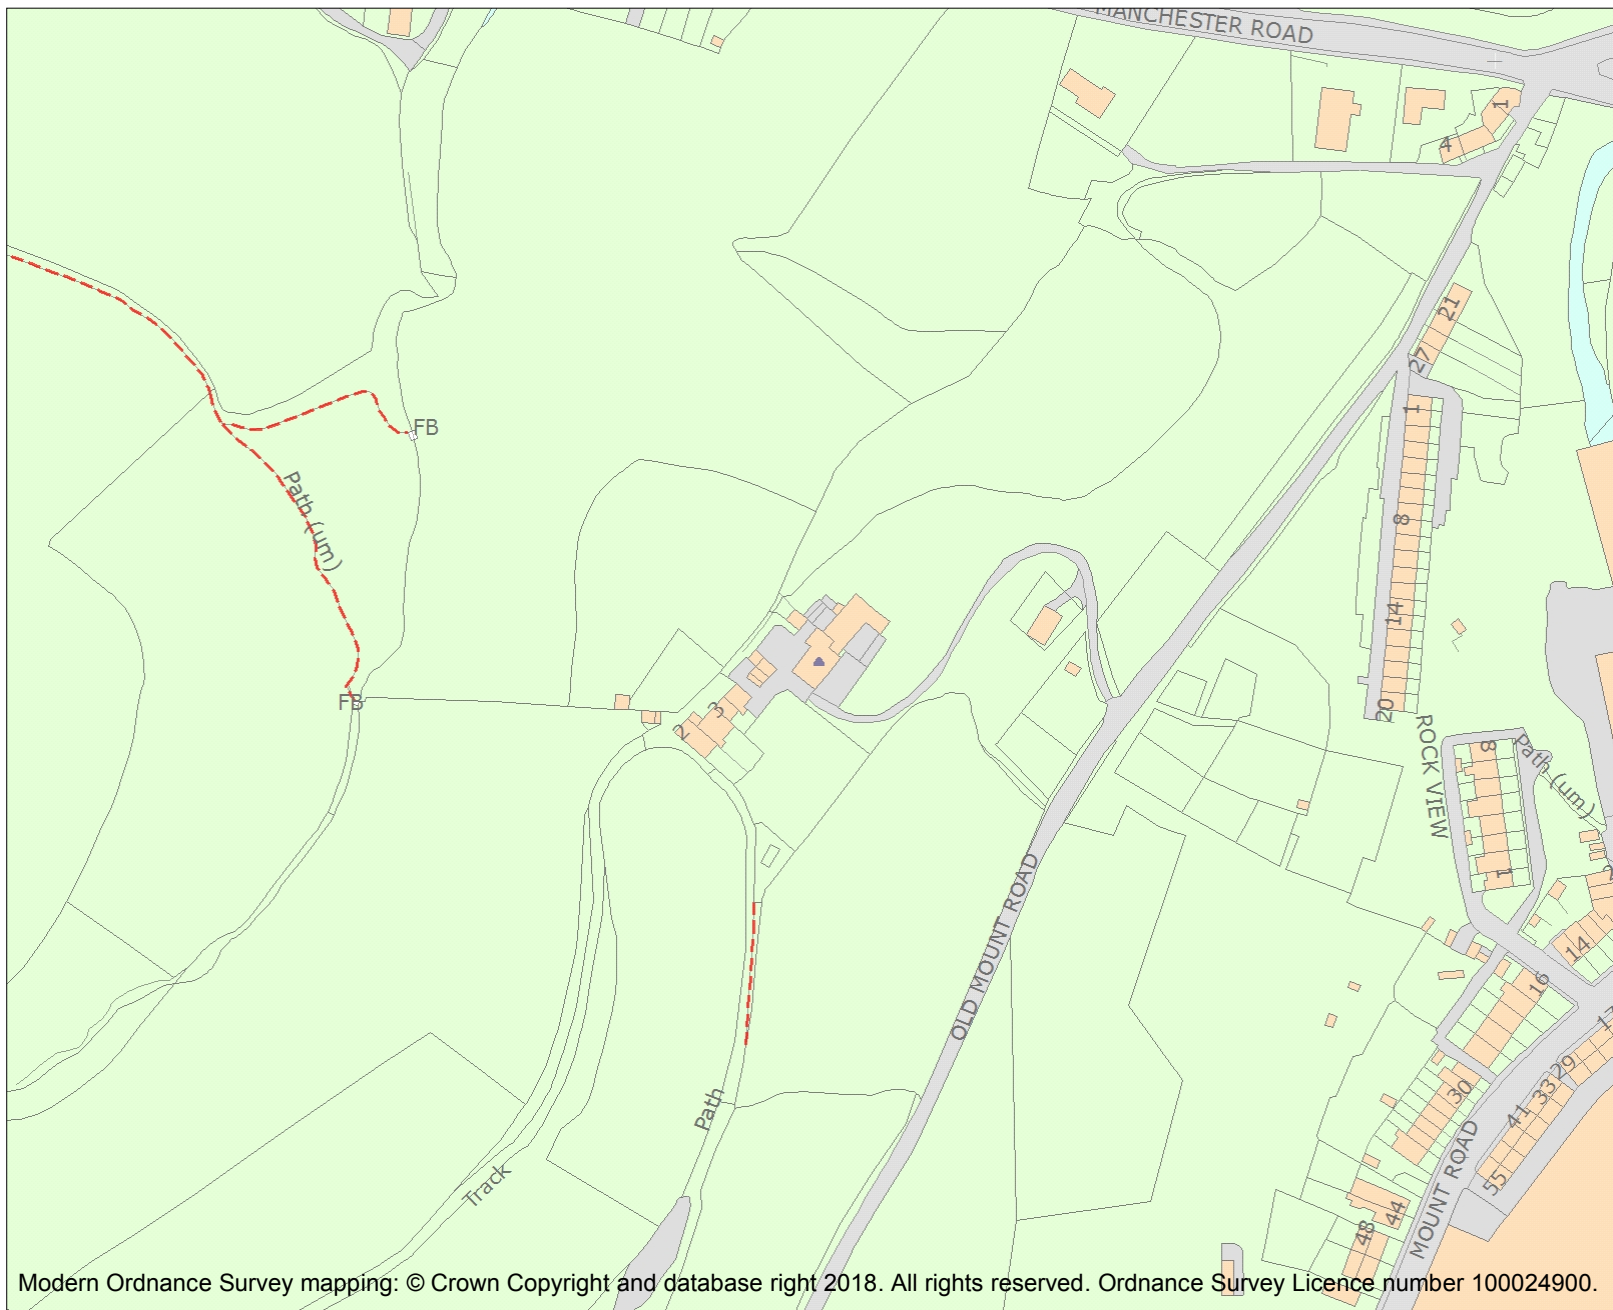 MANCHESTER ROAD
1
4
21
27
FB
1
Path (um)
8
14
FB
3
2
20
ROCK VIEW
8
Path (um)
1
2
OLD MOUNT ROAD
14
16
17
29
30
33
41
Path
Track
55
MOUNT ROAD
44
48
Modern Ordnance Survey mapping: © Crown Copyright and database right 2018. All rights reserved. Ordnance Survey Licence number 100024900.